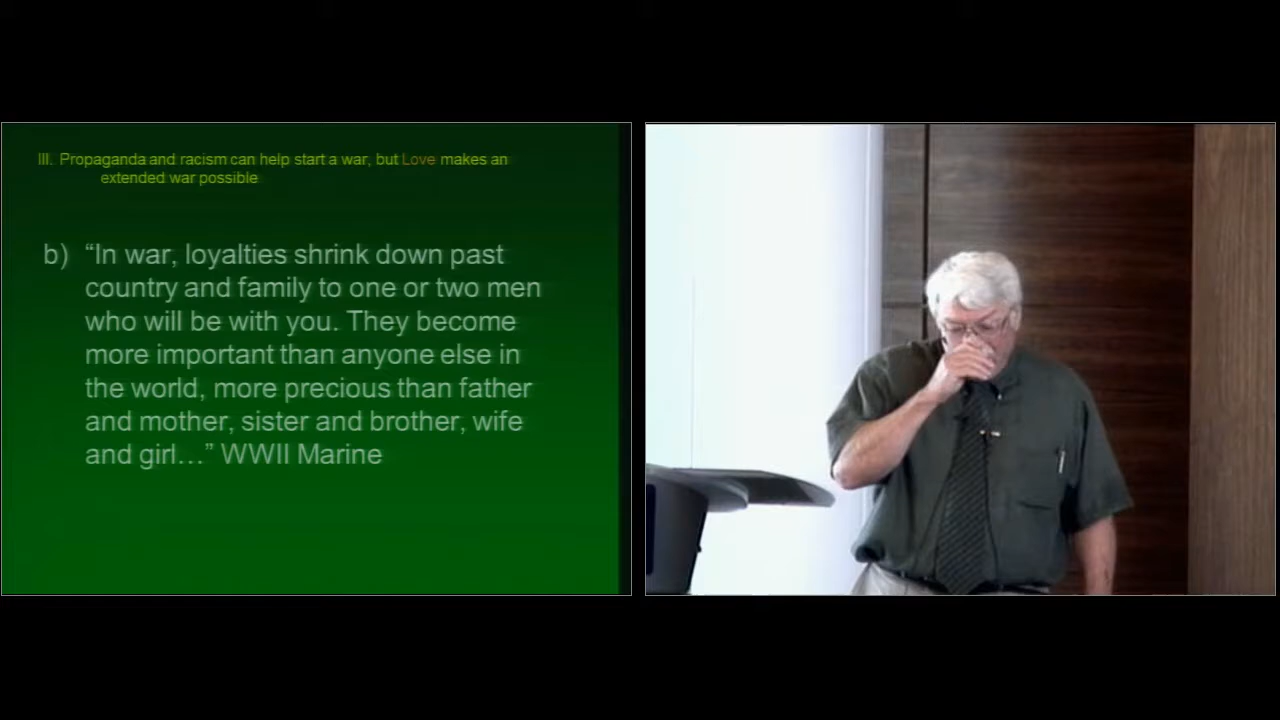 III. Propaganda and racism can help start a war, but Love makes an
extended war possible
b) “In war, loyalties shrink down past
country and family to one or two men
who will be with you. They become
more important than anyone else in
the world, more precious than father
and mother, sister and brother, wife
and girl…” WWII Marine